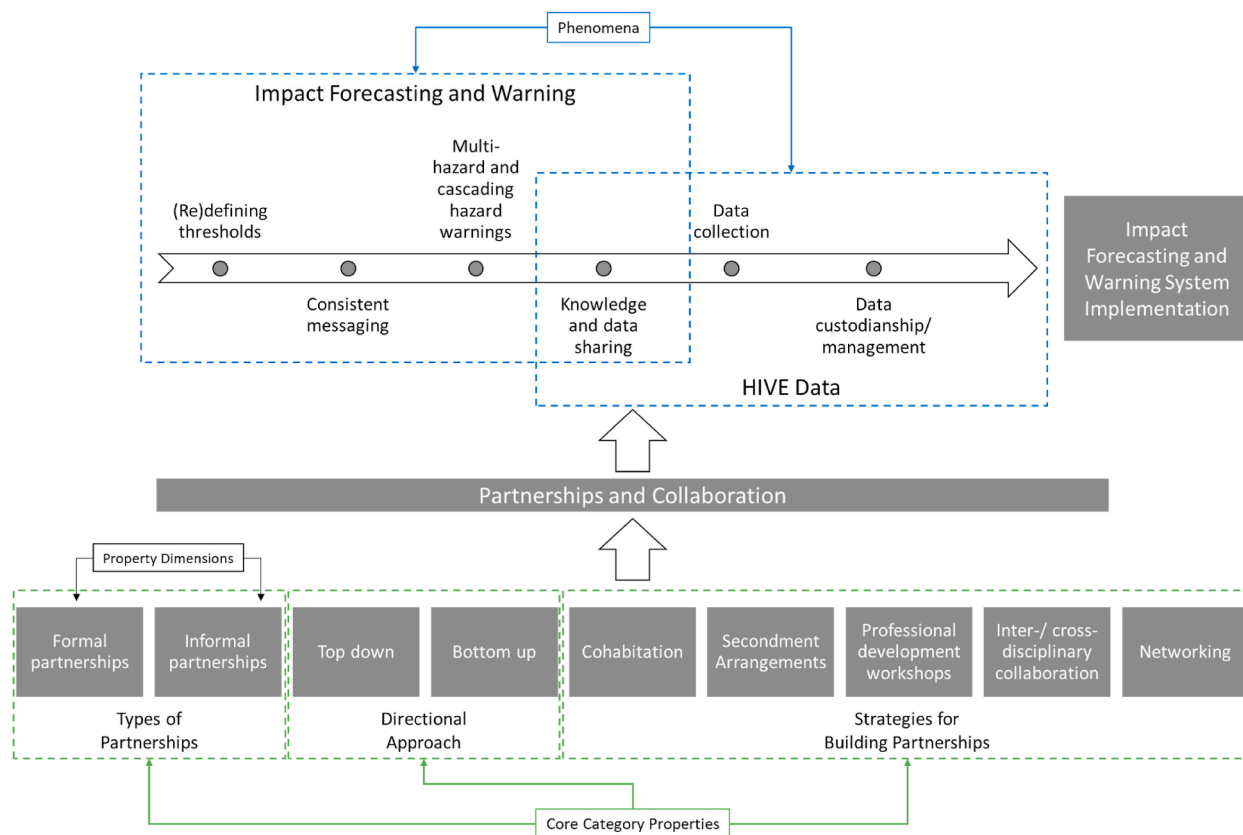 Phenomena
Impact Forecasting and Warning
Multi-
hazard and
cascading
hazard
warnings
(Re)defining
thresholds
Data
collection
Consistent
messaging
Knowledge
and data
sharing
Data
custodianship/
management
HIVE Data
Impact
Forecasting and
Warning System
Implementation
Partnerships and Collaboration
Property Dimensions
Formal
partnerships
Informal
partnerships
Top down
Bottom up
Cohabitation
Secondment
Arrangements
Professional
development
workshops
Inter-/ cross-
disciplinary
collaboration
Networking
Types of
Partnerships
Directional
Approach
Strategies for
Building Partnerships
Core Category Properties